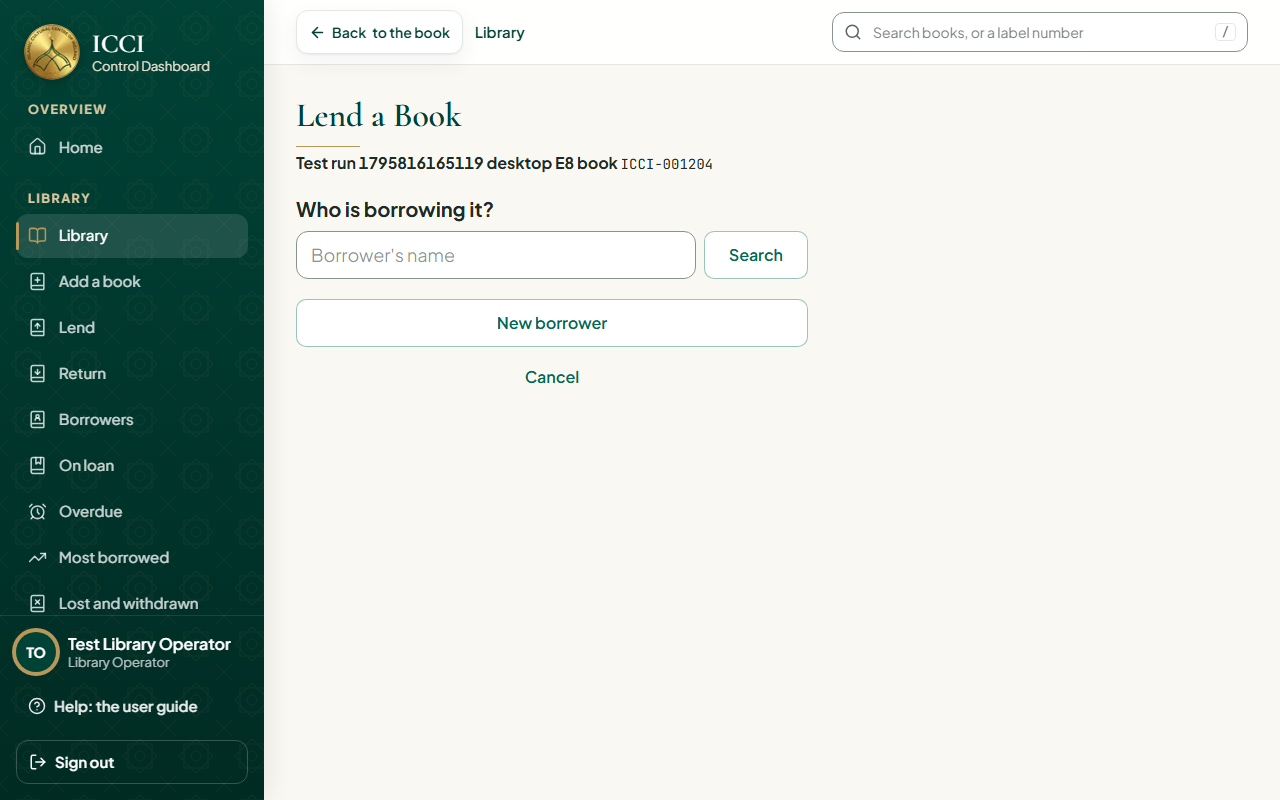 ICCI
Control Dashboard
OVERVIEW
Home
LIBRARY
Library
Add a book
Lend
Return
Borrowers
On loan
Overdue
Most borrowed
Lost and withdrawn
TO
Test Library Operator
Library Operator
Help: the user guide
Sign out
Back to the book
Library
Search books, or a label number
/
Lend a Book
Test run 1795816165119 desktop E8 book ICCI-001204
Who is borrowing it?
Borrower's name
Search
New borrower
Cancel